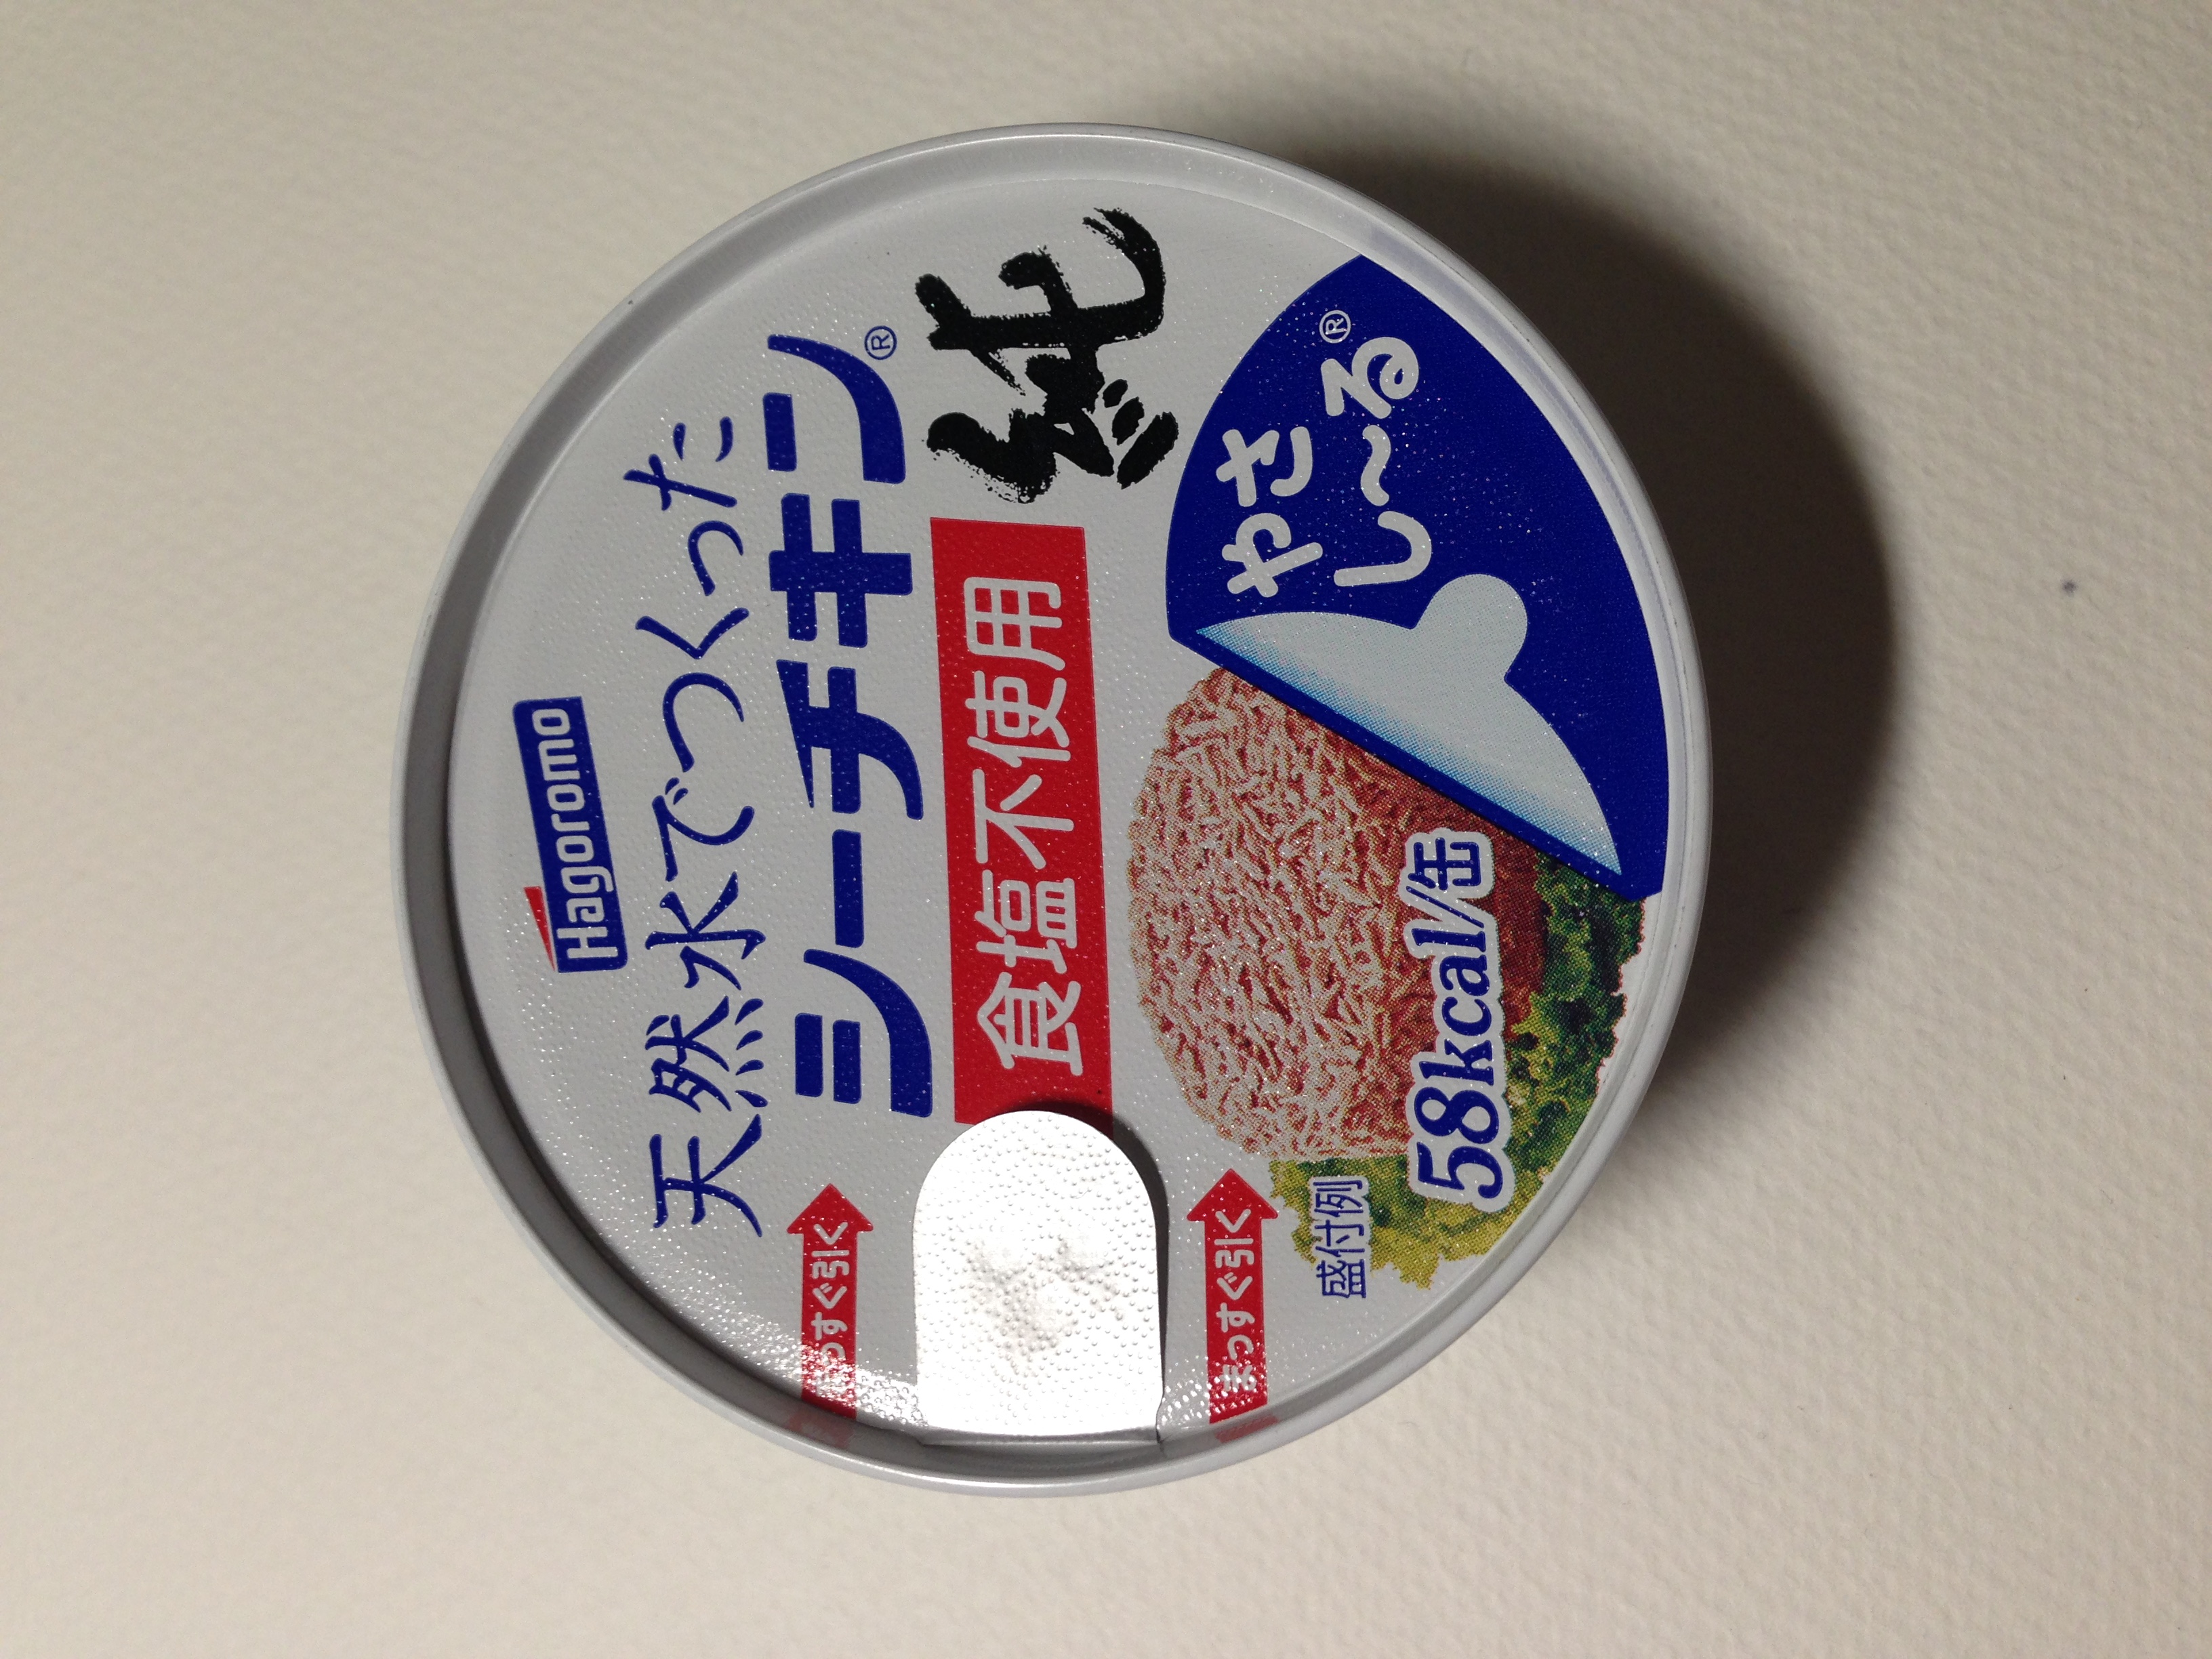 Hagoromo
天然水でつくった
シーチキン®
純
食塩不使用
まっすぐ引く
まっすぐ引く
盛付例
58kcal/缶
やさ
し〜る®